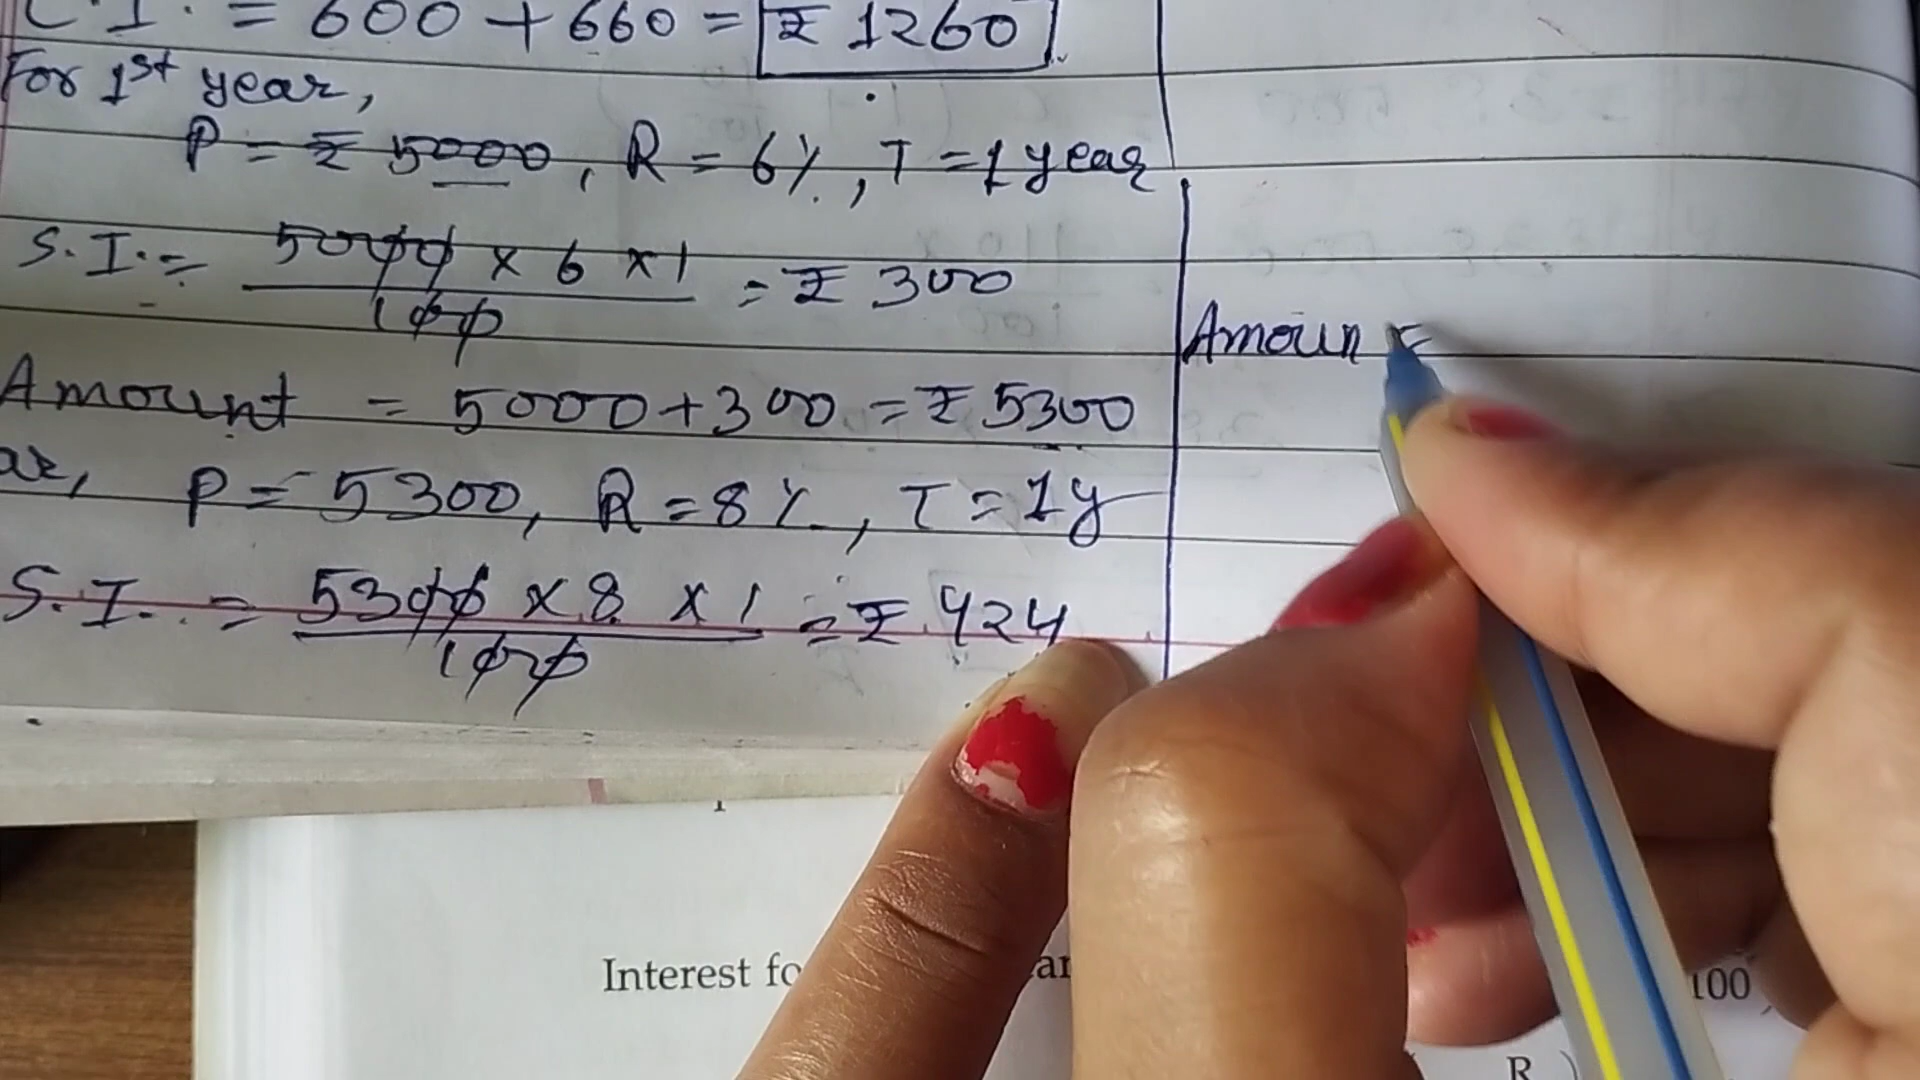 C.I. = 600 + 660 = ₹ 1260
For 1st year,
P = ₹ 5000, R = 6%, T = 1 year
S.I. = 5000 × 6 × 1 / 100 = ₹ 300
Amount = 5000 + 300 = ₹ 5300
P = 5300, R = 8%, T = 1y
S.I. = 5300 × 8 × 1 / 100 = ₹ 424
Amoun =
Interest fo
100
R )